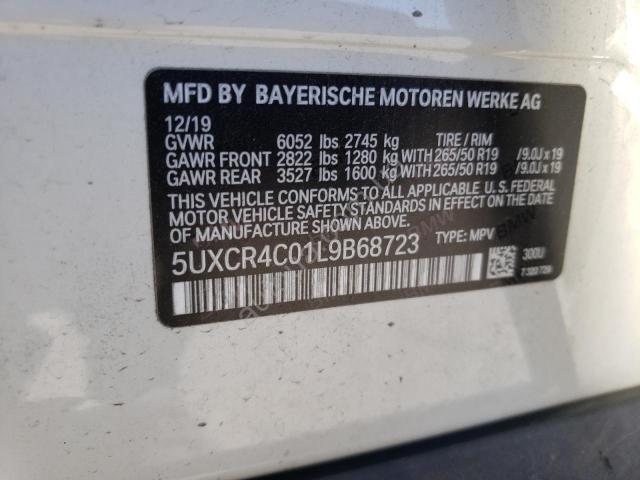 MFD BY BAYERISCHE MOTOREN WERKE AG
12/19
GVWR 6052 lbs 2745 kg TIRE / RIM
GAWR FRONT 2822 lbs 1280 kg WITH 265/50 R19 /9.0J x 19
GAWR REAR 3527 lbs 1600 kg WITH 265/50 R19 /9.0J x 19
THIS VEHICLE CONFORMS TO ALL APPLICABLE U. S. FEDERAL
MOTOR VEHICLE SAFETY STANDARDS IN EFFECT ON THE DATE
OF MANUFACTURE SHOWN ABOVE.
5UXCR4C01L9B68723 TYPE: MPV 300U